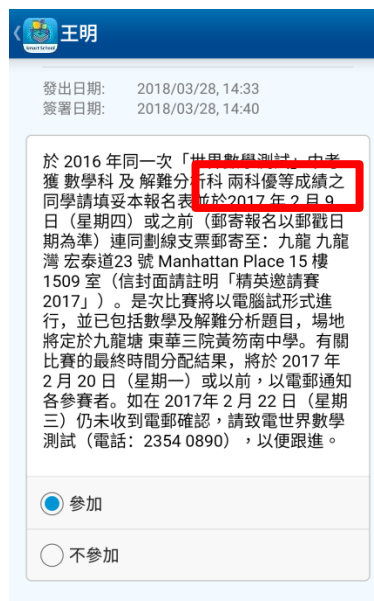 Smart School
王明
發出日期: 2018/03/28, 14:33
簽署日期: 2018/03/28, 14:40
於 2016 年同一次「世界數學測試」中考
獲 數學科 及 解難分析科 兩科優等成績之
同學請填妥本報名表並於2017 年 2 月 9
日（星期四）或之前（郵寄報名以郵戳日
期為準）連同劃線支票郵寄至：九龍 九龍
灣 宏泰道23 號 Manhattan Place 15 樓
1509 室（信封面請註明「精英邀請賽
2017」）。是次比賽將以電腦試形式進
行，並已包括數學及解難分析題目，場地
將定於九龍塘 東華三院黃笏南中學。有關
比賽的最終時間分配結果，將於 2017 年
2 月 20 日（星期一）或以前，以電郵通知
各參賽者。如在 2017年 2 月 22 日（星期
三）仍未收到電郵確認，請致電世界數學
測試（電話：2354 0890），以便跟進。
參加
不參加